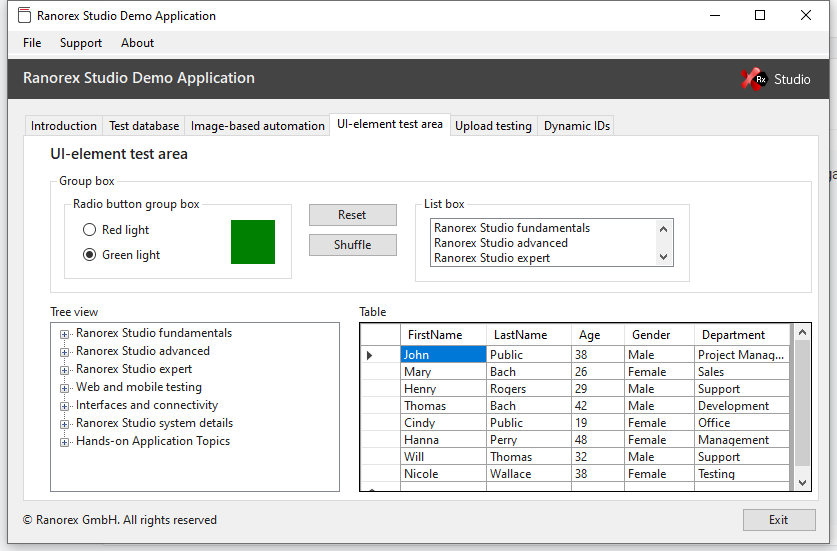 Ranorex Studio Demo Application
File Support About
Ranorex Studio Demo Application
Rx Studio
Introduction Test database Image-based automation UI-element test area Upload testing Dynamic IDs
UI-element test area
Group box
Radio button group box
Red light
Green light
Reset
Shuffle
List box
Ranorex Studio fundamentals
Ranorex Studio advanced
Ranorex Studio expert
Tree view
Ranorex Studio fundamentals
Ranorex Studio advanced
Ranorex Studio expert
Web and mobile testing
Interfaces and connectivity
Ranorex Studio system details
Hands-on Application Topics
Table
FirstName LastName Age Gender Department
John Public 38 Male Project Manag...
Mary Bach 26 Female Sales
Henry Rogers 29 Male Support
Thomas Bach 42 Male Development
Cindy Public 19 Female Office
Hanna Perry 48 Female Management
Will Thomas 32 Male Support
Nicole Wallace 38 Female Testing
© Ranorex GmbH. All rights reserved
Exit